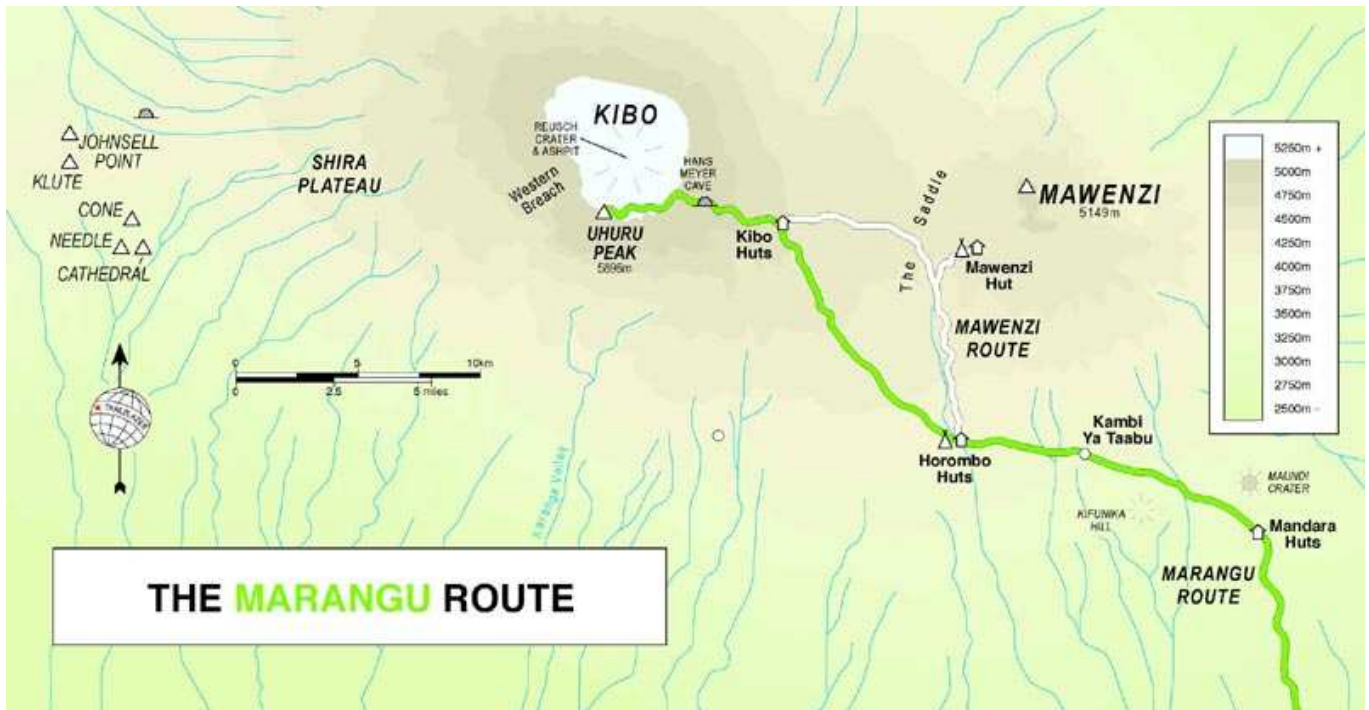 KIBO
REUSCH
CRATER
& ASHPIT
HANS
MEYER
CAVE
Western
Breach
UHURU
PEAK
5895m
JOHNSELL
POINT
KLUTE
CONE
NEEDLE
CATHEDRAL
SHIRA
PLATEAU
Kibo
Huts
The Saddle
MAWENZI
5149m
Mawenzi
Hut
MAWENZI
ROUTE
5250m +
5000m
4750m
4500m
4250m
4000m
3750m
3500m
3250m
3000m
2750m
2500m –
0 5 10km
0 2.5 5 miles
TRAILBLAZER
Karanga Valley
Horombo
Huts
Kambi
Ya Taabu
MAUNDI
CRATER
KIFUNIKA
Hill
Mandara
Huts
MARANGU
ROUTE
THE MARANGU ROUTE